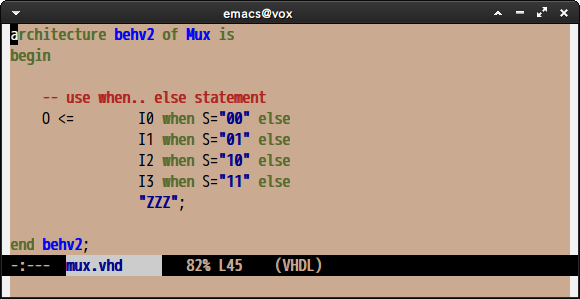 emacs@vox
architecture behv2 of Mux is
begin
-- use when.. else statement
O <= I0 when S="00" else
I1 when S="01" else
I2 when S="10" else
I3 when S="11" else
"ZZZ";
end behv2;
-:--- mux.vhd 82% L45 (VHDL)